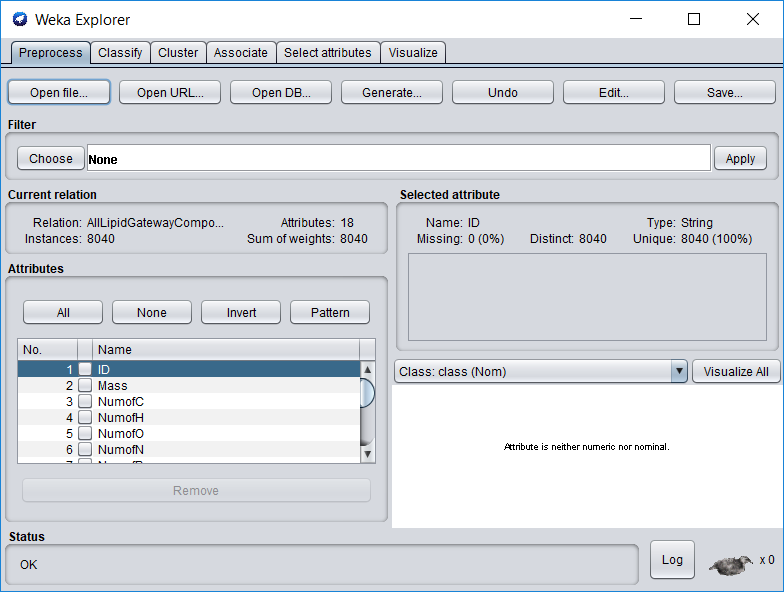 Weka Explorer
Preprocess Classify Cluster Associate Select attributes Visualize
Open file... Open URL... Open DB... Generate... Undo Edit... Save...
Filter
Choose None Apply
Current relation
Relation: AllLipidGatewayCompo... Attributes: 18
Instances: 8040 Sum of weights: 8040
Selected attribute
Name: ID Type: String
Missing: 0 (0%) Distinct: 8040 Unique: 8040 (100%)
Attributes
All None Invert Pattern
No. Name
1 ID
2 Mass
3 NumofC
4 NumofH
5 NumofO
6 NumofN
Remove
Class: class (Nom) Visualize All
Attribute is neither numeric nor nominal.
Status
OK
Log x 0